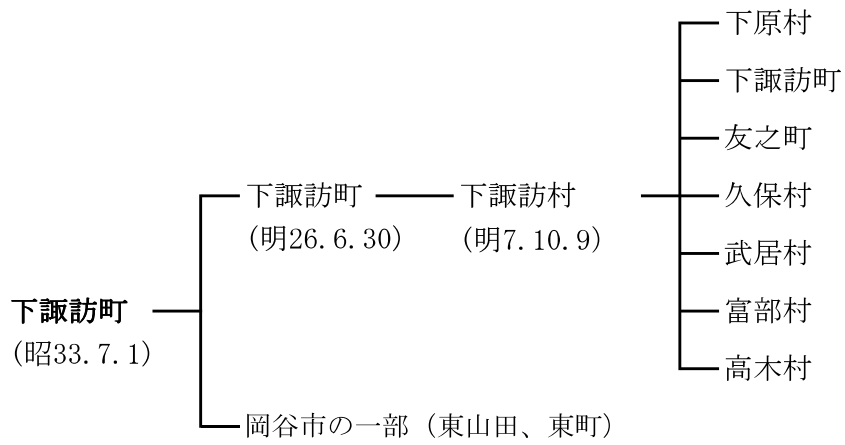 下諏訪町
(昭33.7.1)
下諏訪町
(明26.6.30)
岡谷市の一部（東山田、東町）
下諏訪村
(明7.10.9)
下原村
下諏訪町
友之町
久保村
武居村
富部村
高木村